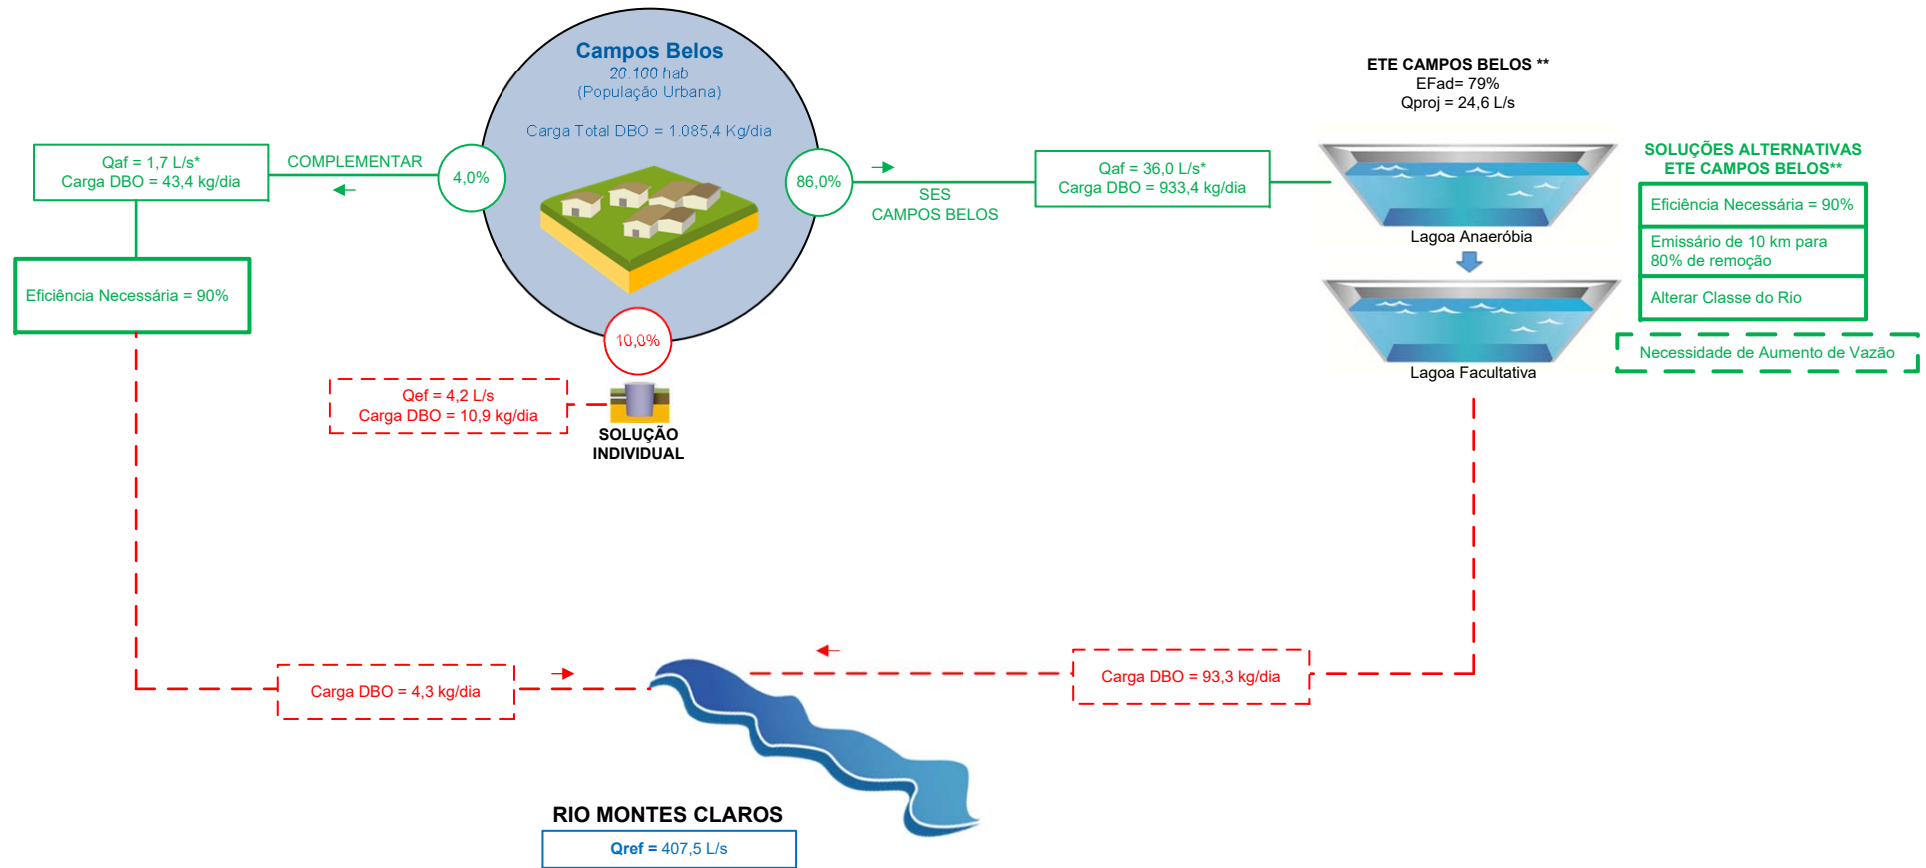 Campos Belos
20.100 hab
(População Urbana)
Carga Total DBO = 1.085,4 Kg/dia
ETE CAMPOS BELOS **
EFad= 79%
Qproj = 24,6 L/s
Qaf = 1,7 L/s*
Carga DBO = 43,4 kg/dia
COMPLEMENTAR
4,0%
86,0%
SES
CAMPOS BELOS
Qaf = 36,0 L/s*
Carga DBO = 933,4 kg/dia
Lagoa Anaeróbia
Lagoa Facultativa
SOLUÇÕES ALTERNATIVAS
ETE CAMPOS BELOS**
Eficiência Necessária = 90%
Emissário de 10 km para
80% de remoção
Alterar Classe do Rio
Necessidade de Aumento de Vazão
Eficiência Necessária = 90%
10,0%
Qef = 4,2 L/s
Carga DBO = 10,9 kg/dia
SOLUÇÃO
INDIVIDUAL
Carga DBO = 4,3 kg/dia
Carga DBO = 93,3 kg/dia
RIO MONTES CLAROS
Qref = 407,5 L/s